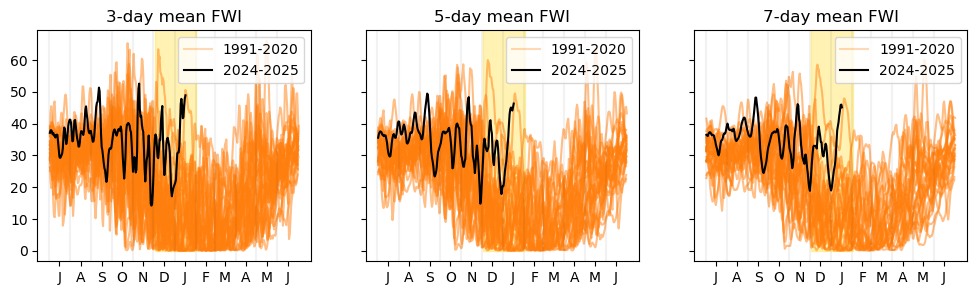 3-day mean FWI
5-day mean FWI
7-day mean FWI
1991-2020
2024-2025
1991-2020
2024-2025
1991-2020
2024-2025
60
50
40
30
20
10
0
J A S O N D J F M A M J
J A S O N D J F M A M J
J A S O N D J F M A M J